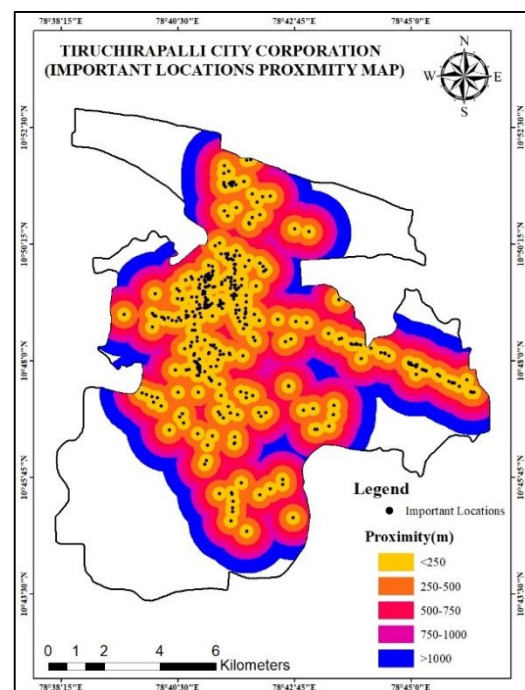 78°38'15"E 78°40'30"E 78°42'45"E 78°45'0"E
TIRUCHIRAPALLI CITY CORPORATION
(IMPORTANT LOCATIONS PROXIMITY MAP)
N
W E
S
10°52'30"N 10°52'30"N
10°50'15"N 10°50'15"N
10°48'0"N 10°48'0"N
10°45'45"N 10°45'45"N
10°43'30"N 10°43'30"N
Legend
Important Locations
Proximity(m)
<250
250-500
500-750
750-1000
>1000
0 1 2 4 6
Kilometers
78°38'15"E 78°40'30"E 78°42'45"E 78°45'0"E